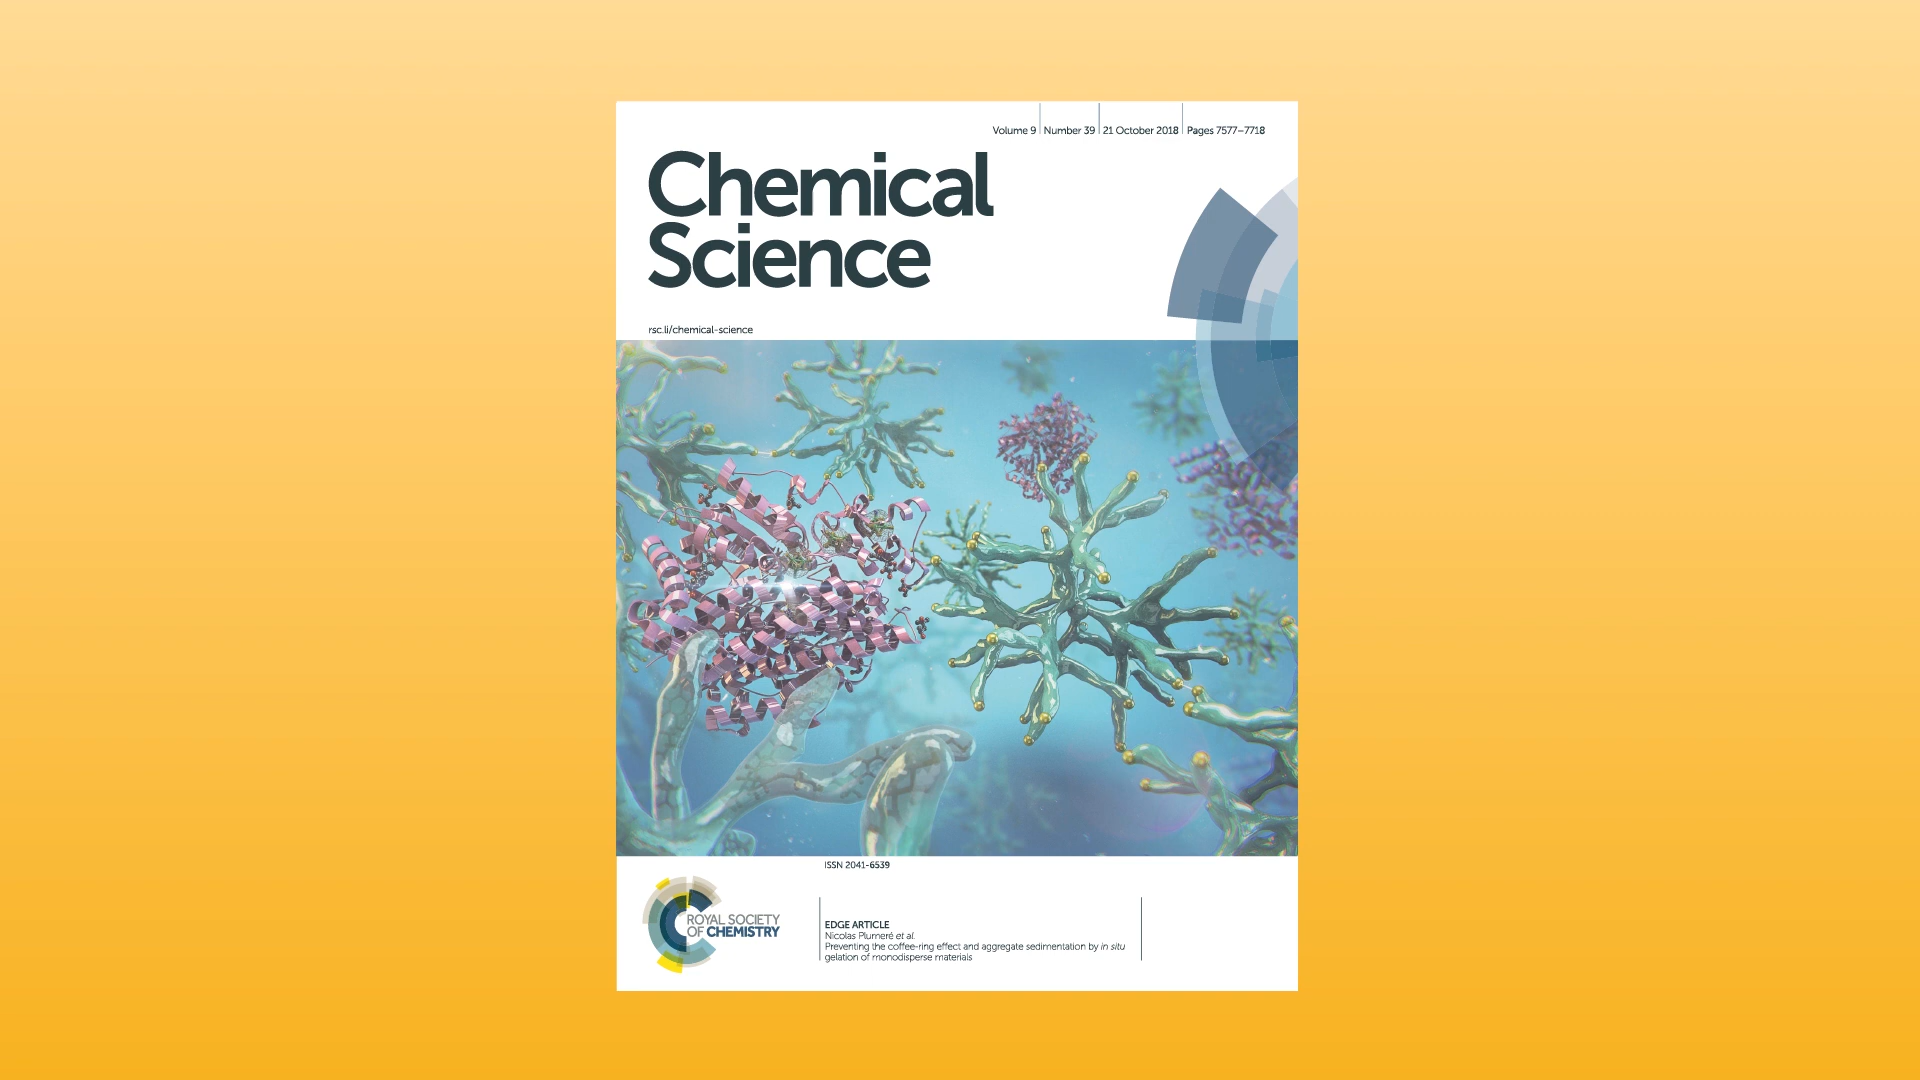 Volume 9 Number 39 21 October 2018 Pages 7577–7718
Chemical
Science
rsc.li/chemical-science
ISSN 2041-6539
ROYAL SOCIETY
OF CHEMISTRY
EDGE ARTICLE
Nicolas Plumeré et al.
Preventing the coffee-ring effect and aggregate sedimentation by in situ
gelation of monodisperse materials